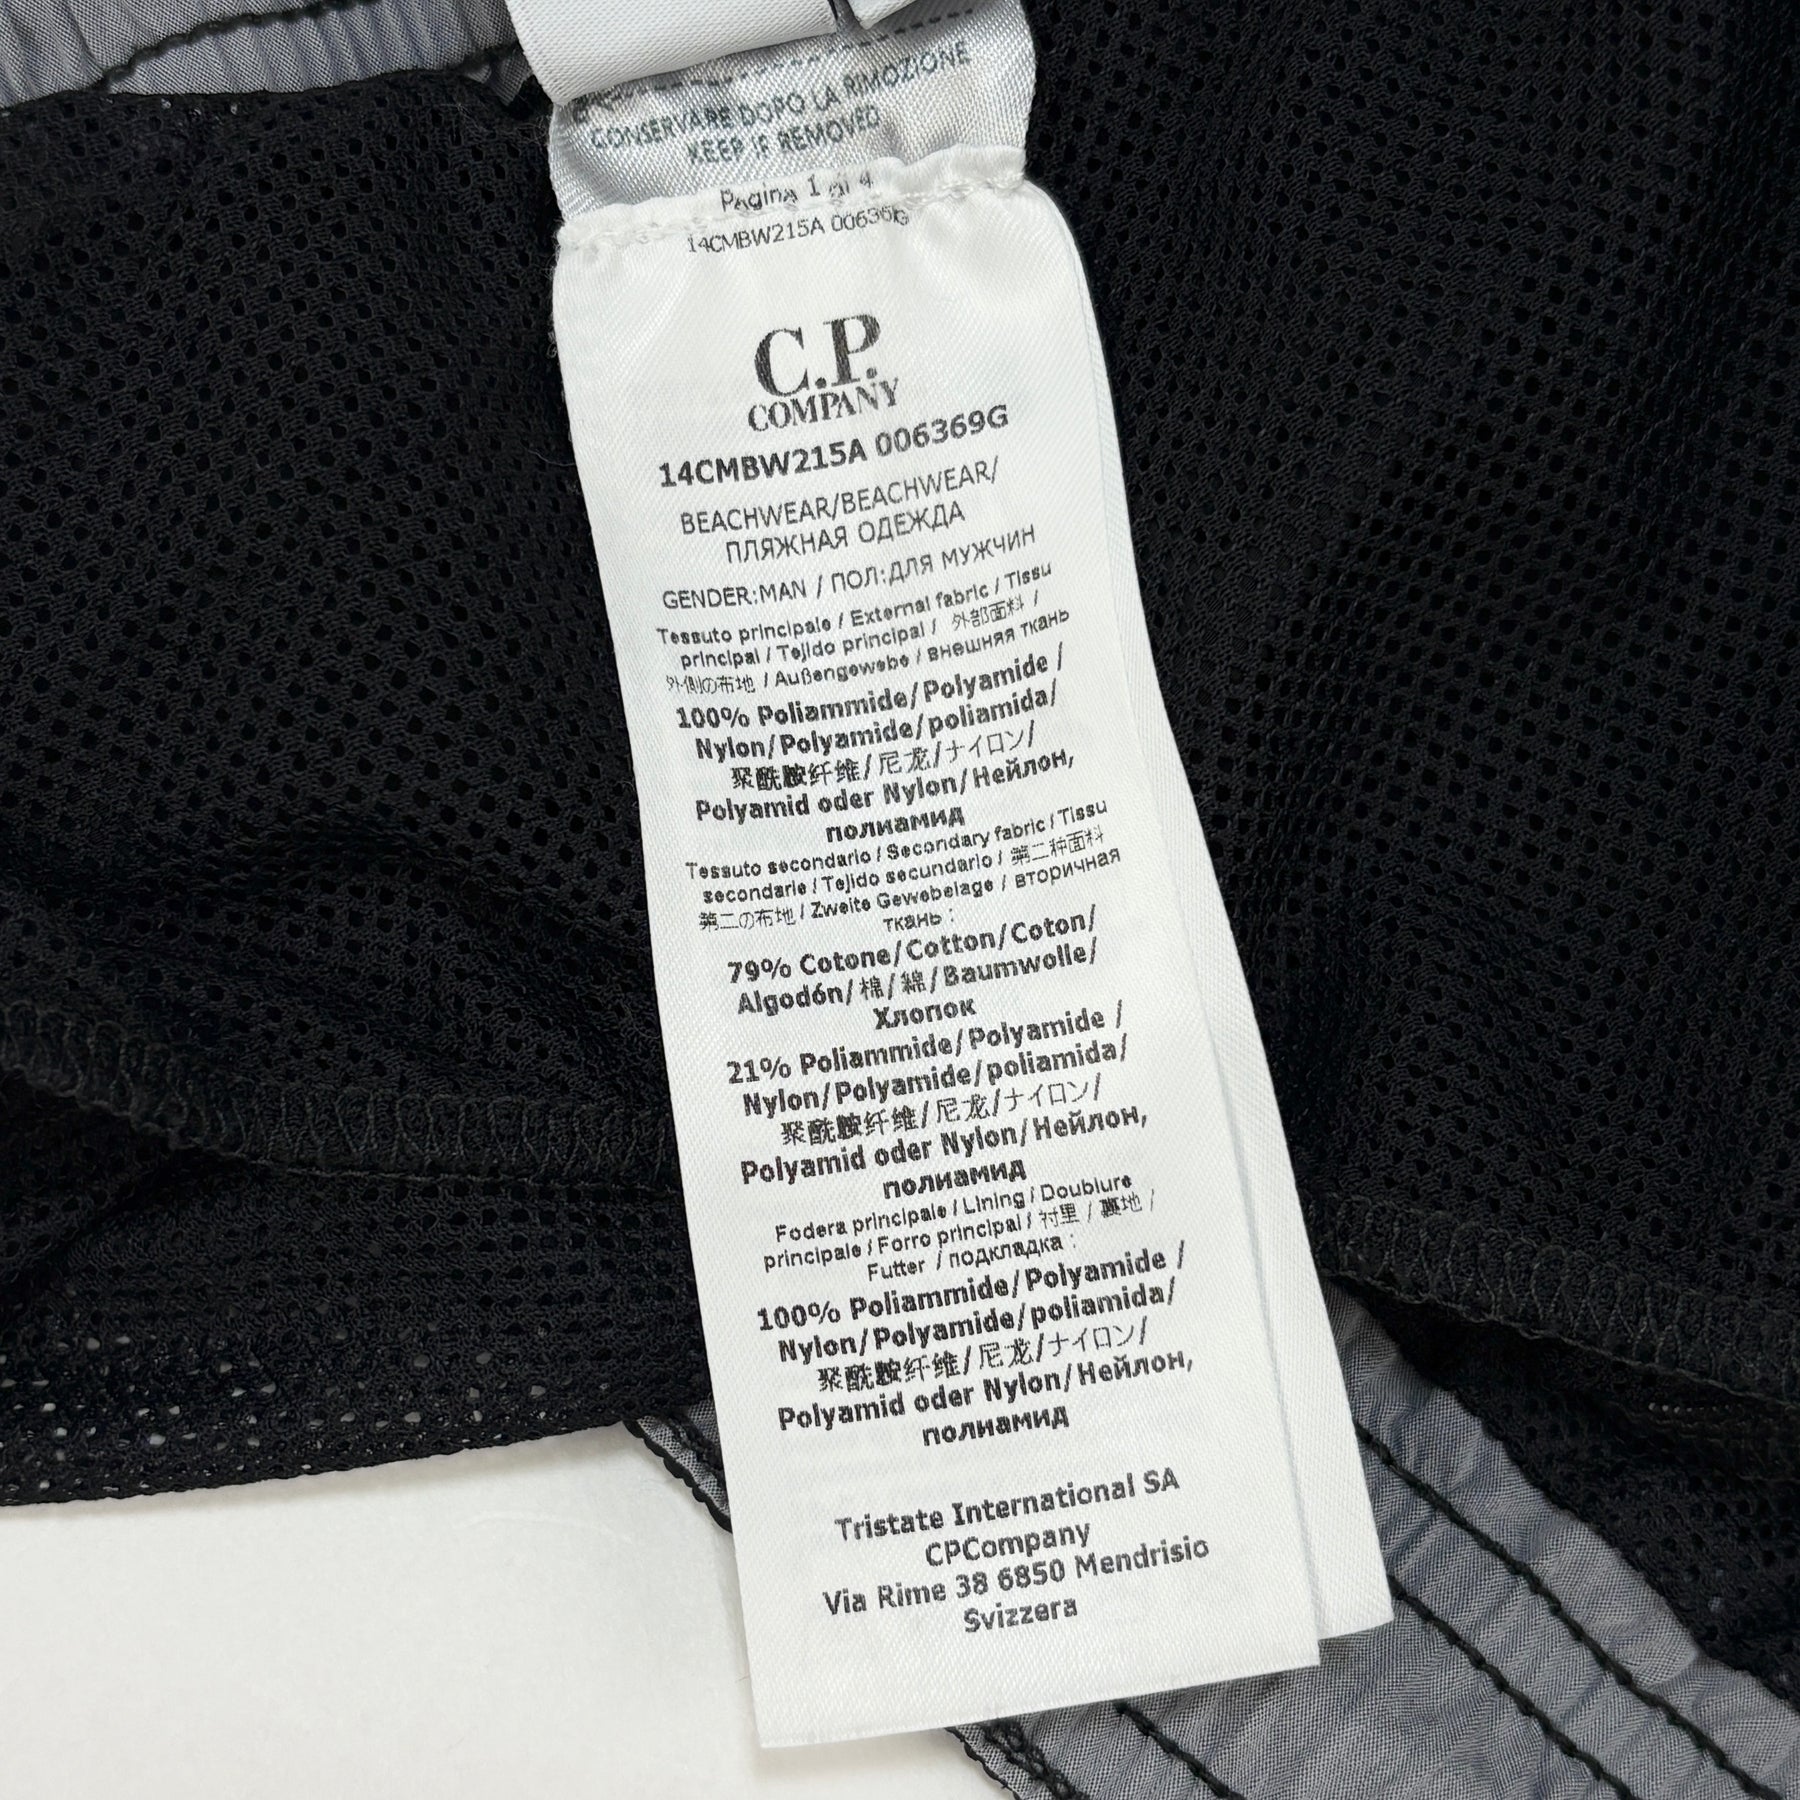 CONSERVARE DOPO LA RIMOZIONE
KEEP IF REMOVED
Pagina 1 di 4
14CMBW215A 006369G
C.P.
COMPANY
14CMBW215A 006369G
BEACHWEAR/BEACHWEAR/
ПЛЯЖНАЯ ОДЕЖДА
GENDER:MAN / ПОЛ:ДЛЯ МУЖЧИН
Tessuto principale / External fabric / Tissu
principal / Tejido principal / 外部面料 /
外側の布地 / Außengewebe / внешняя ткань
100% Poliammide/Polyamide /
Nylon/Polyamide/poliamida/
聚酰胺纤维/尼龙/ナイロン/
Polyamid oder Nylon/Нейлон,
полиамид
Tessuto secondario / Secondary fabric / Tissu
secondarie / Tejido secundario / 第二种面料
第二の布地 / Zweite Gewebelage / вторичная
ткань :
79% Cotone/Cotton/Coton/
Algodón/棉/綿/Baumwolle/
Хлопок
21% Poliammide/Polyamide /
Nylon/Polyamide/poliamida/
聚酰胺纤维/尼龙/ナイロン/
Polyamid oder Nylon/Нейлон,
полиамид
Fodera principale / Lining / Doublure
principale / Forro principal / 衬里 / 裏地 /
Futter / подкладка :
100% Poliammide/Polyamide /
Nylon/Polyamide/poliamida/
聚酰胺纤维/尼龙/ナイロン/
Polyamid oder Nylon/Нейлон,
полиамид
Tristate International SA
CPCompany
Via Rime 38 6850 Mendrisio
Svizzera